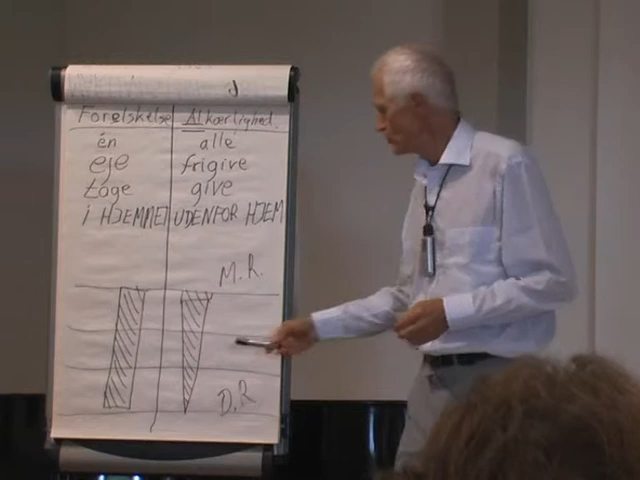 Forelskelse Alkærlighed.
én alle
eje frigive
tage give
i HJEMMET UDENFOR HJEM
M.R.
D.R